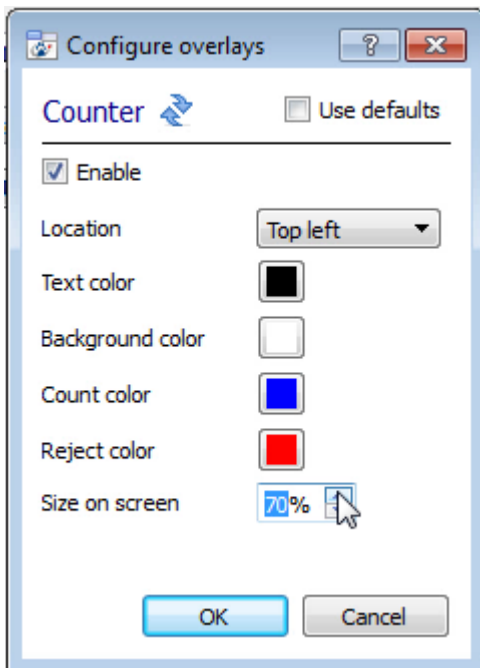 Configure overlays
Counter Use defaults
Enable
Location Top left
Text color
Background color
Count color
Reject color
Size on screen 70%
OK Cancel